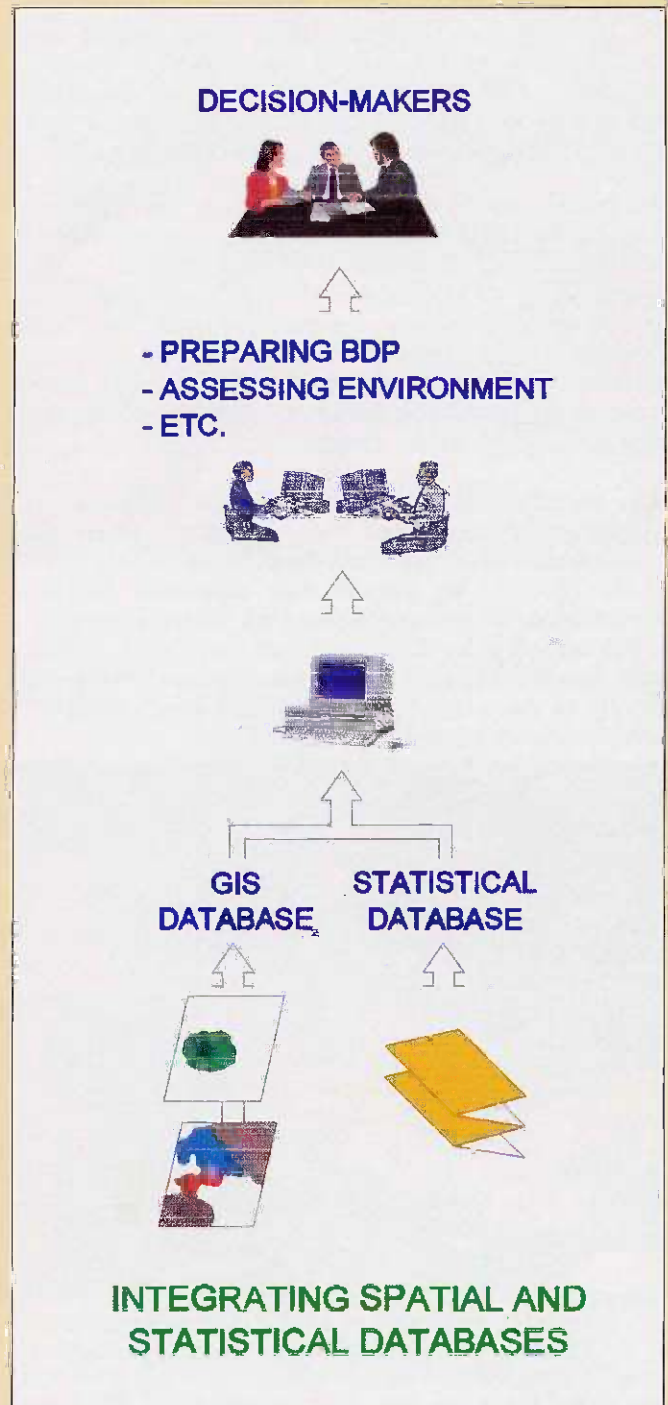 DECISION-MAKERS
- PREPARING BDP
- ASSESSING ENVIRONMENT
- ETC.
GIS
DATABASE
STATISTICAL
DATABASE
INTEGRATING SPATIAL AND
STATISTICAL DATABASES